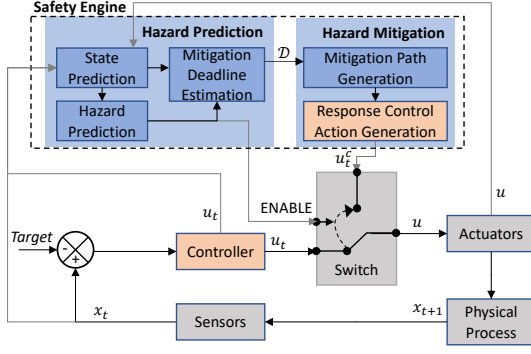 Safety Engine
Hazard Prediction
Hazard Mitigation
State
Prediction
Mitigation
Deadline
Estimation
𝒟
Mitigation Path
Generation
Hazard
Prediction
Response Control
Action Generation
u_t^c
u
u_t
ENABLE
Target
-
+
Controller
u_t
Switch
u
Actuators
x_t
Sensors
x_{t+1}
Physical
Process